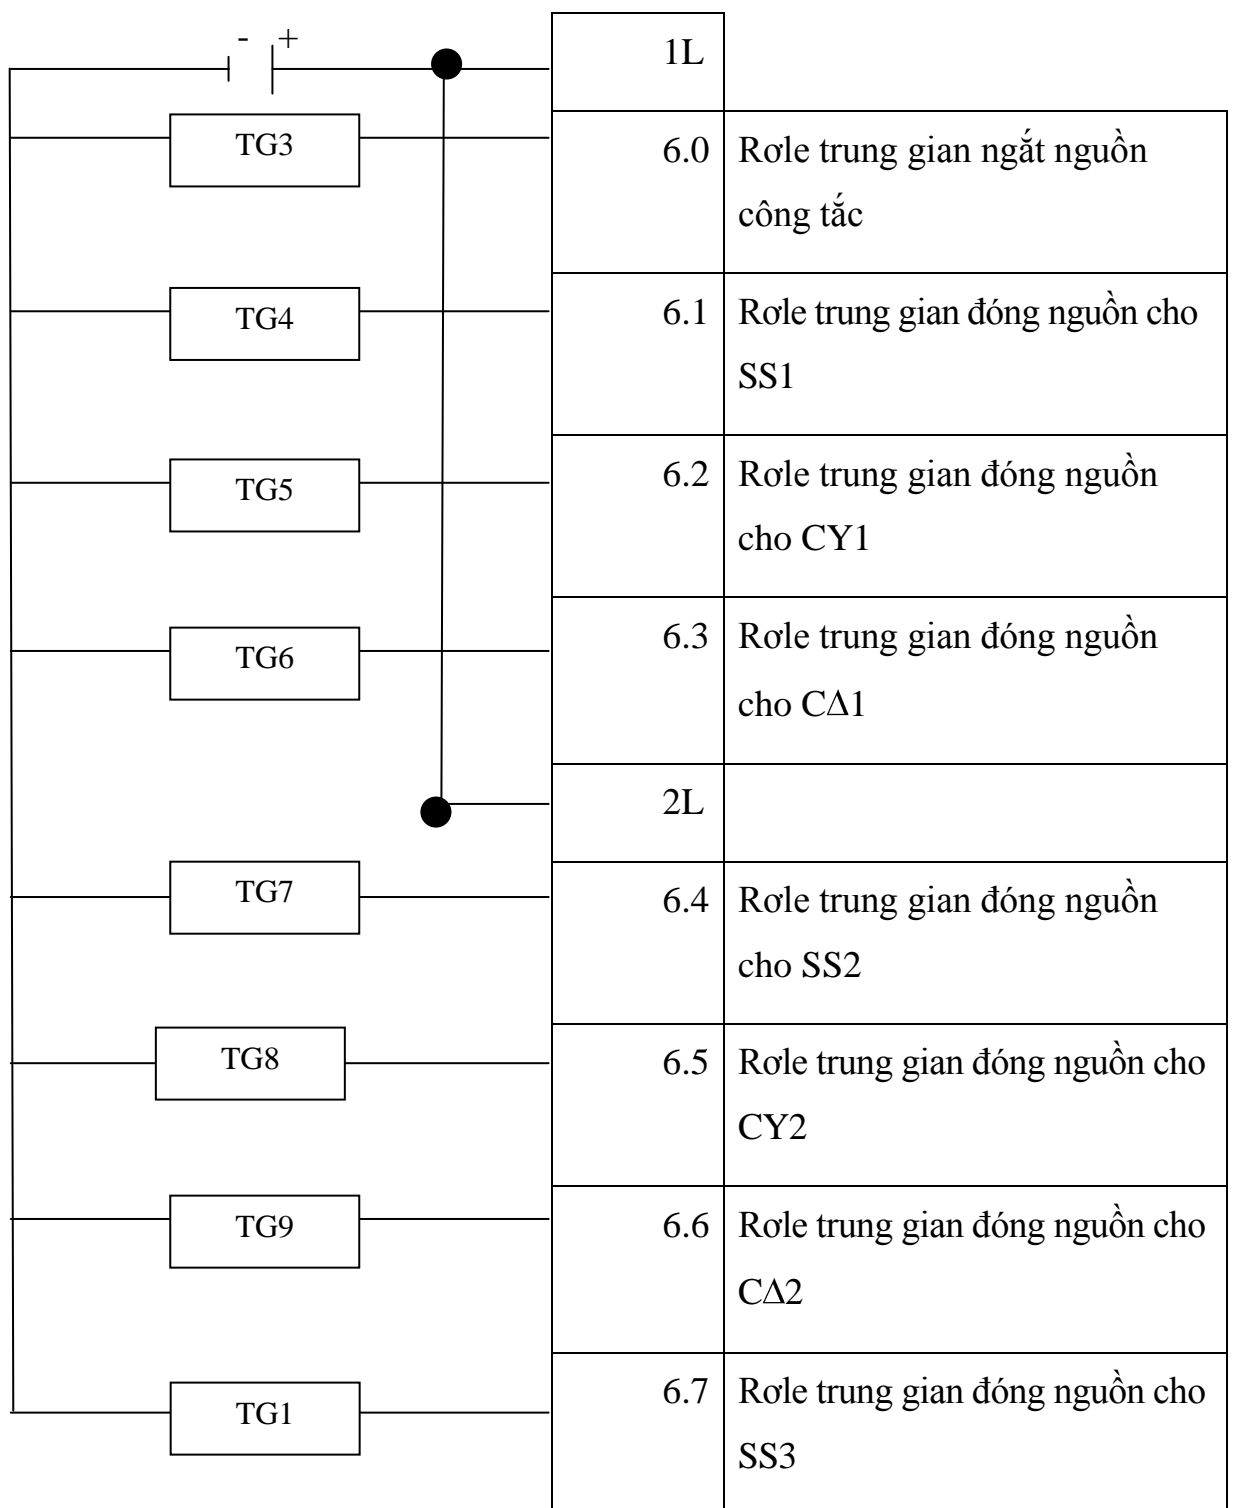 - +
1L
TG3
6.0
Rơle trung gian ngắt nguồn
công tắc
TG4
6.1
Rơle trung gian đóng nguồn cho
SS1
TG5
6.2
Rơle trung gian đóng nguồn
cho CY1
TG6
6.3
Rơle trung gian đóng nguồn
cho C∆1
2L
TG7
6.4
Rơle trung gian đóng nguồn
cho SS2
TG8
6.5
Rơle trung gian đóng nguồn cho
CY2
TG9
6.6
Rơle trung gian đóng nguồn cho
C∆2
TG1
6.7
Rơle trung gian đóng nguồn cho
SS3